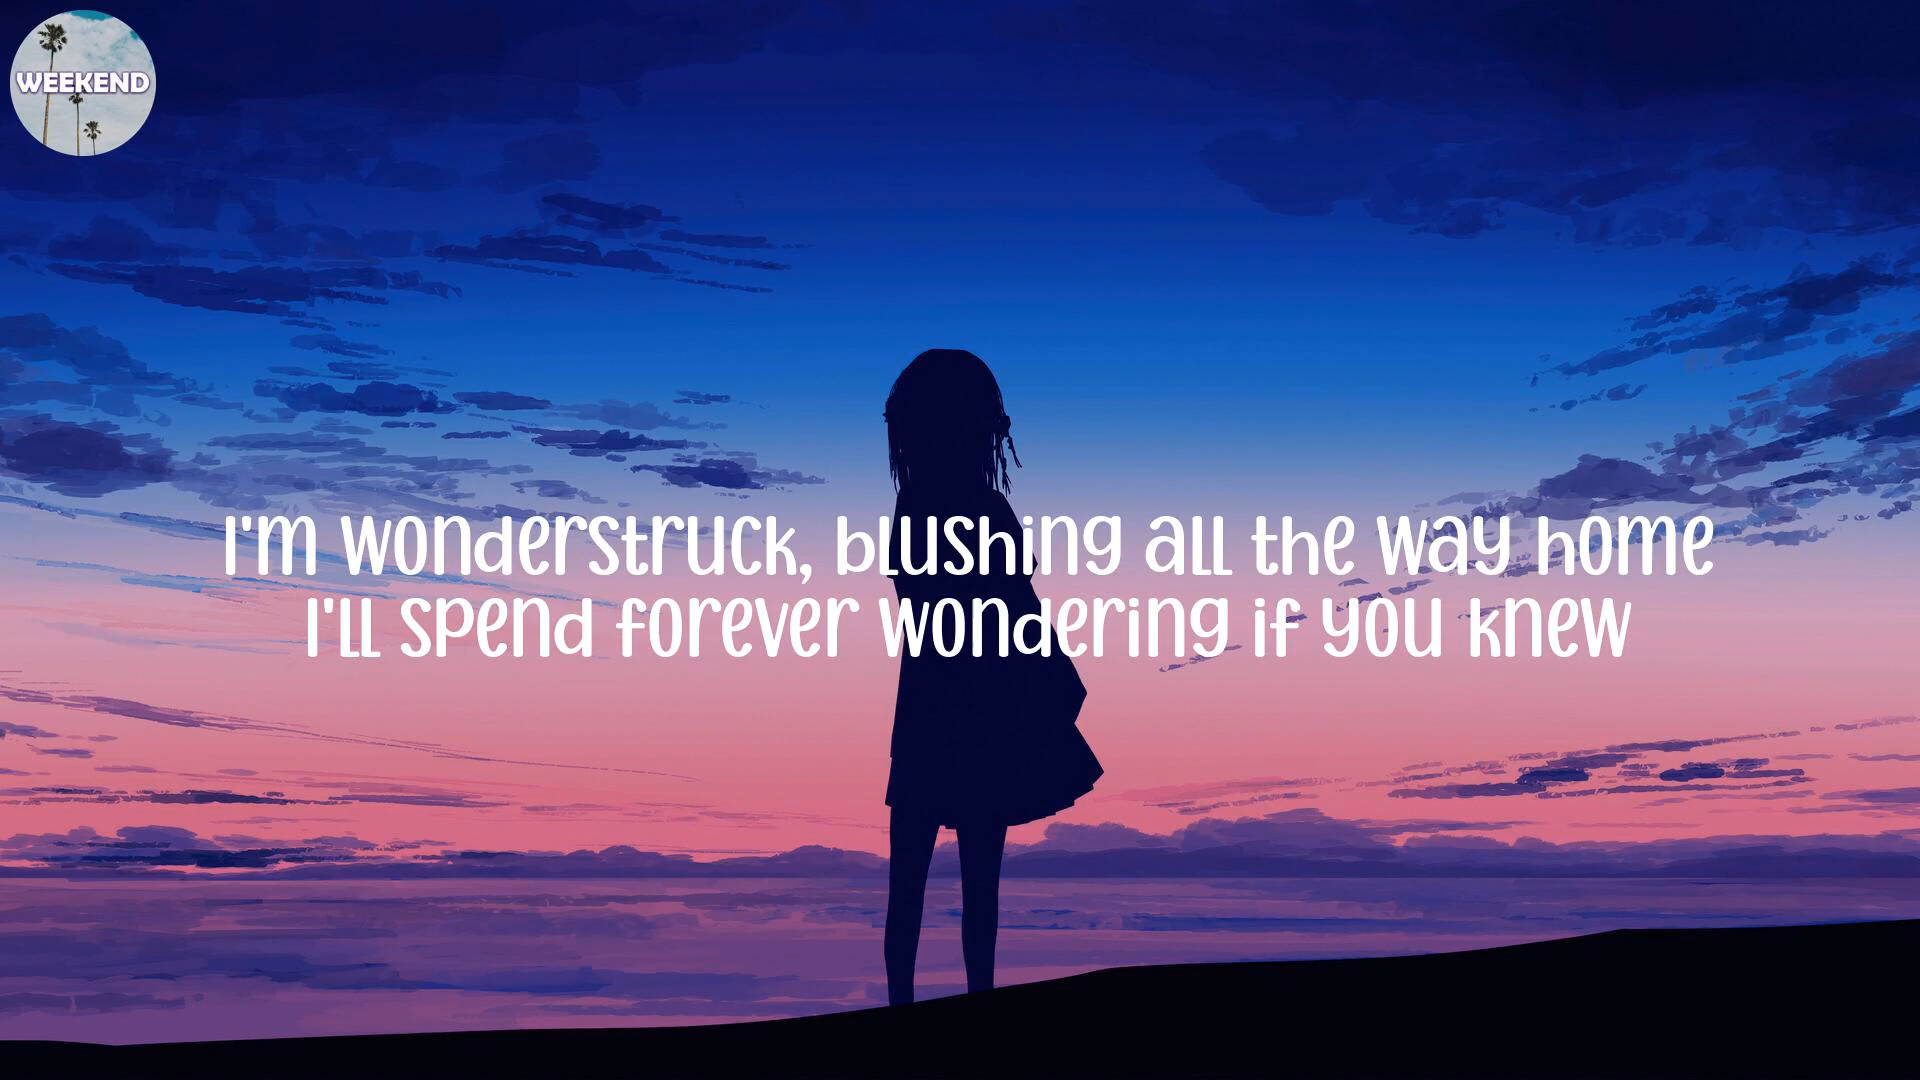 WEEKEND
I'm wonderstruck, blushing all the way home
I'll spend forever wondering if you knew